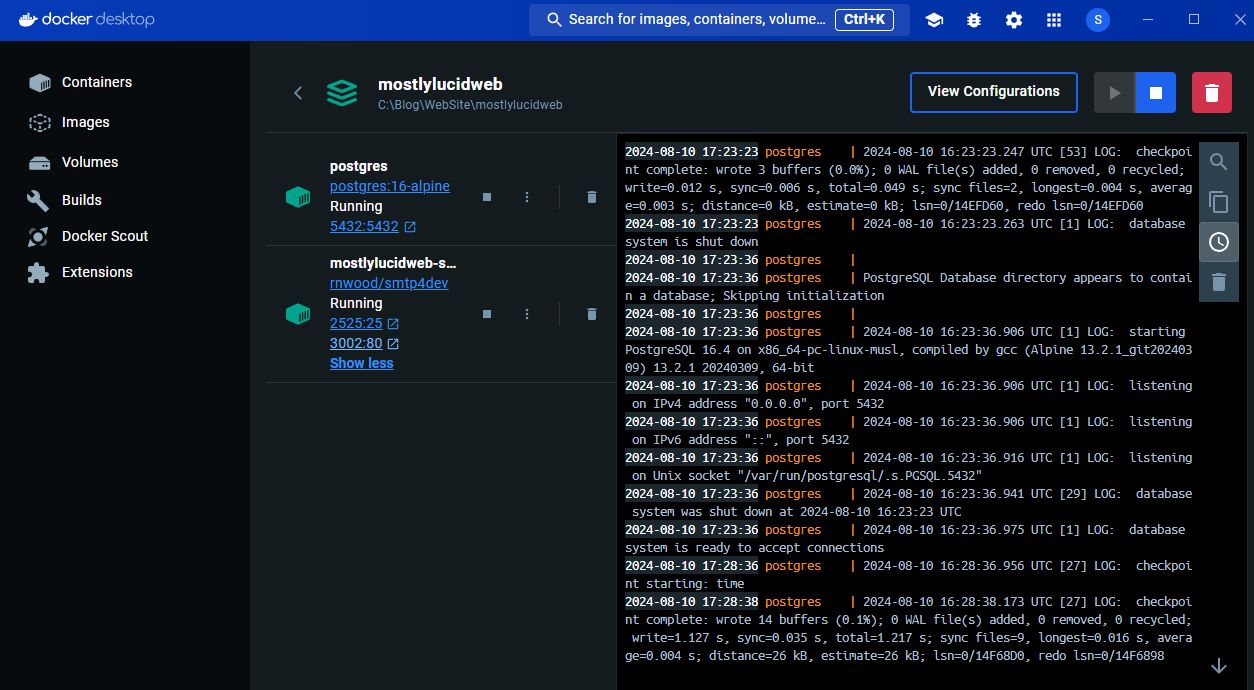 docker desktop
Search for images, containers, volume... Ctrl+K
S
Containers
Images
Volumes
Builds
Docker Scout
Extensions
mostlylucidweb
C:\Blog\WebSite\mostlylucidweb
View Configurations
postgres
postgres:16-alpine
Running
5432:5432
mostlylucidweb-s...
rnwood/smtp4dev
Running
2525:25
3002:80
Show less
2024-08-10 17:23:23 postgres    | 2024-08-10 16:23:23.247 UTC [53] LOG:  checkpoi
nt complete: wrote 3 buffers (0.0%); 0 WAL file(s) added, 0 removed, 0 recycled;
write=0.012 s, sync=0.006 s, total=0.049 s; sync files=2, longest=0.004 s, averag
e=0.003 s; distance=0 kB, estimate=0 kB; lsn=0/14EFD60, redo lsn=0/14EFD60
2024-08-10 17:23:23 postgres    | 2024-08-10 16:23:23.263 UTC [1] LOG:  database
system is shut down
2024-08-10 17:23:36 postgres    |
2024-08-10 17:23:36 postgres    | PostgreSQL Database directory appears to contai
n a database; Skipping initialization
2024-08-10 17:23:36 postgres    |
2024-08-10 17:23:36 postgres    | 2024-08-10 16:23:36.906 UTC [1] LOG:  starting
PostgreSQL 16.4 on x86_64-pc-linux-musl, compiled by gcc (Alpine 13.2.1_git202403
09) 13.2.1 20240309, 64-bit
2024-08-10 17:23:36 postgres    | 2024-08-10 16:23:36.906 UTC [1] LOG:  listening
on IPv4 address "0.0.0.0", port 5432
2024-08-10 17:23:36 postgres    | 2024-08-10 16:23:36.906 UTC [1] LOG:  listening
on IPv6 address "::", port 5432
2024-08-10 17:23:36 postgres    | 2024-08-10 16:23:36.916 UTC [1] LOG:  listening
on Unix socket "/var/run/postgresql/.s.PGSQL.5432"
2024-08-10 17:23:36 postgres    | 2024-08-10 16:23:36.941 UTC [29] LOG:  database
system was shut down at 2024-08-10 16:23:23 UTC
2024-08-10 17:23:36 postgres    | 2024-08-10 16:23:36.975 UTC [1] LOG:  database
system is ready to accept connections
2024-08-10 17:28:36 postgres    | 2024-08-10 16:28:36.956 UTC [27] LOG:  checkpoi
nt starting: time
2024-08-10 17:28:38 postgres    | 2024-08-10 16:28:38.173 UTC [27] LOG:  checkpoi
nt complete: wrote 14 buffers (0.1%); 0 WAL file(s) added, 0 removed, 0 recycled;
write=1.127 s, sync=0.035 s, total=1.217 s; sync files=9, longest=0.016 s, avera
ge=0.004 s; distance=26 kB, estimate=26 kB; lsn=0/14F68D0, redo lsn=0/14F6898